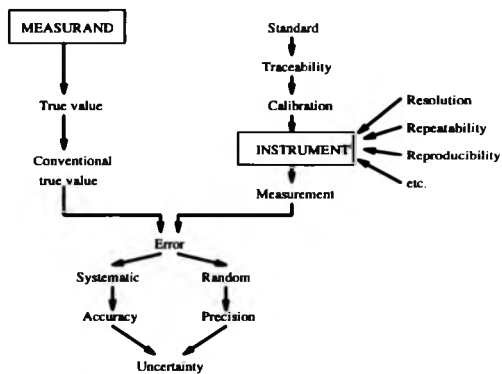 MEASURAND
True value
Conventional
true value
Standard
Traceability
Calibration
INSTRUMENT
Resolution
Repeatability
Reproducibility
etc.
Measurement
Error
Systematic
Random
Accuracy
Precision
Uncertainty